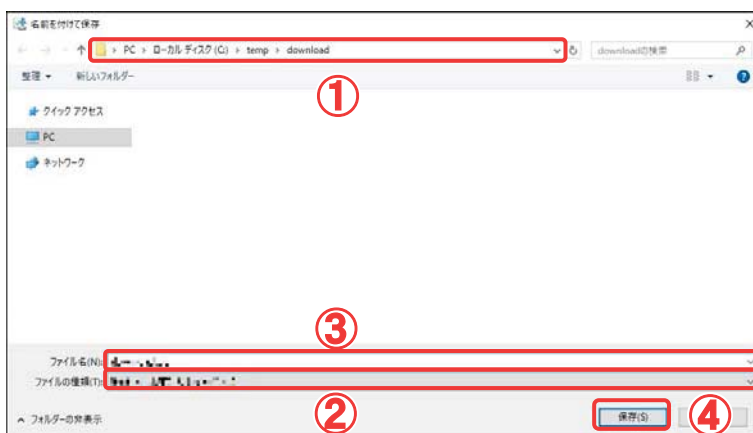 名前を付けて保存
PC › ローカル ディスク (C:) › temp › download
downloadの検索
①
整理
新しいフォルダー
クイック アクセス
PC
ネットワーク
③
ファイル名(N):
ファイルの種類(T):
②
フォルダーの非表示
保存(S)
④